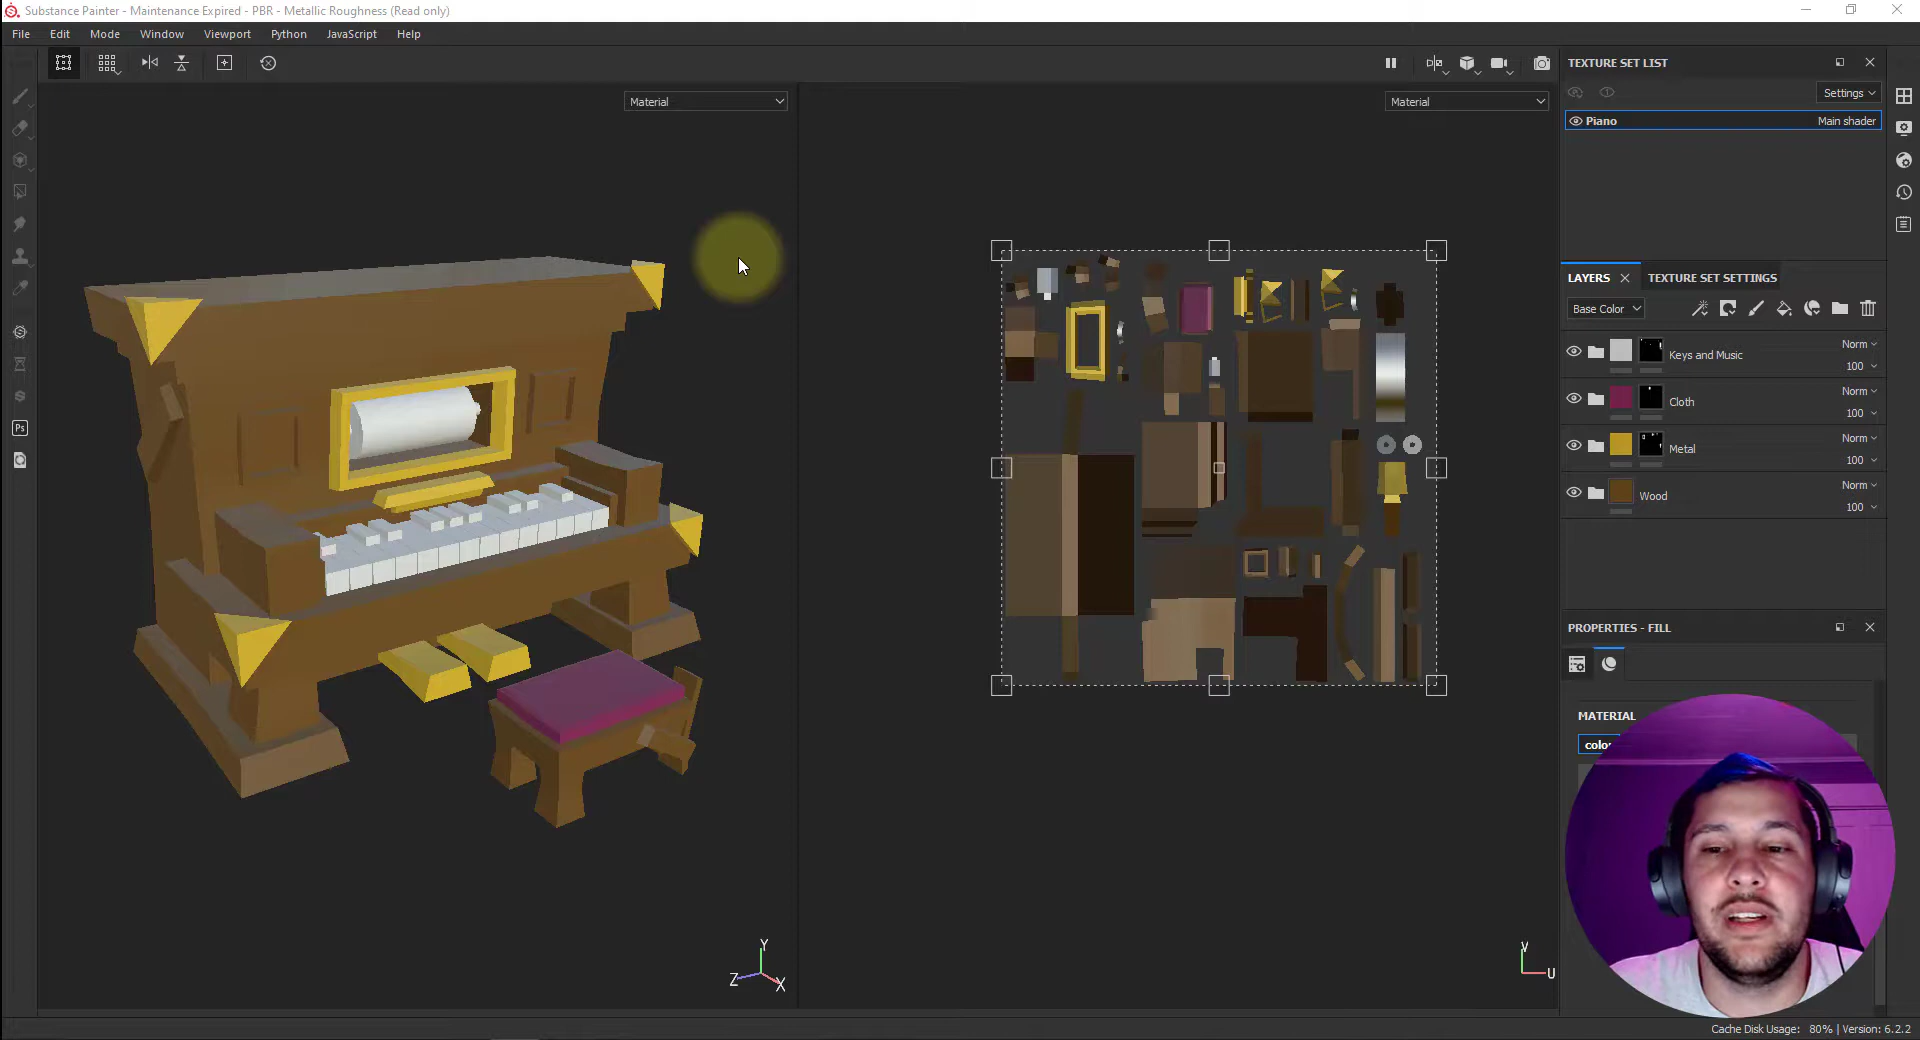 Substance Painter - Maintenance Expired - PBR - Metallic Roughness (Read only)
File Edit Mode Window Viewport Python JavaScript Help
TEXTURE SET LIST
Material
Material
Settings
Piano Main shader
LAYERS TEXTURE SET SETTINGS
Base Color
Keys and Music Norm
100
Cloth Norm
100
Metal Norm
100
Wood Norm
100
Ps
PROPERTIES - FILL
MATERIAL
Y
Z
X
V
U
Cache Disk Usage: 80% | Version: 6.2.2